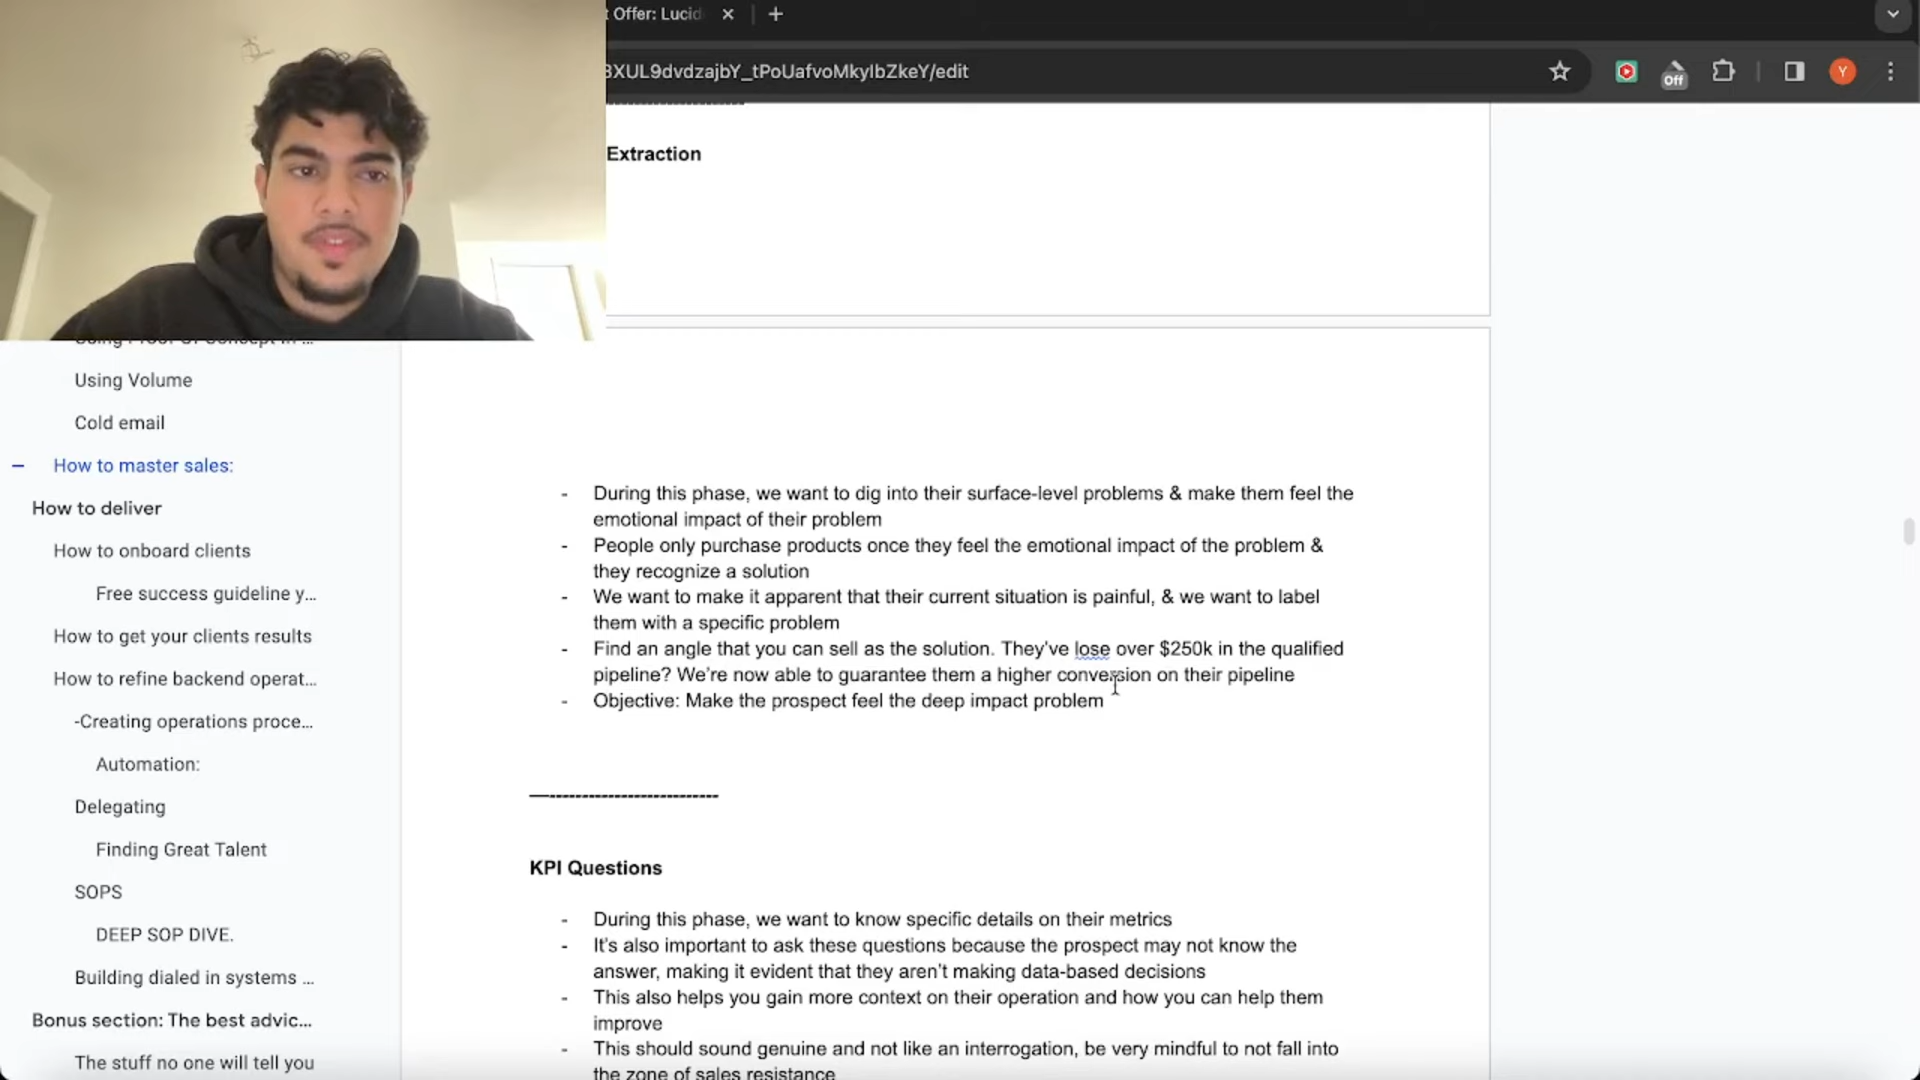 t Offer: Lucid
3XUL9dvdzajbY_tPoUafvoMkyIbZkeY/edit
Off
Y
Extraction
Using Volume
Cold email
How to master sales:
How to deliver
How to onboard clients
Free success guideline y...
How to get your clients results
How to refine backend operat...
-Creating operations proce...
Automation:
Delegating
Finding Great Talent
SOPS
DEEP SOP DIVE.
Building dialed in systems ...
Bonus section: The best advic...
The stuff no one will tell you
- During this phase, we want to dig into their surface-level problems & make them feel the
emotional impact of their problem
- People only purchase products once they feel the emotional impact of the problem &
they recognize a solution
- We want to make it apparent that their current situation is painful, & we want to label
them with a specific problem
- Find an angle that you can sell as the solution. They've lose over $250k in the qualified
pipeline? We're now able to guarantee them a higher conversion on their pipeline
- Objective: Make the prospect feel the deep impact problem
KPI Questions
- During this phase, we want to know specific details on their metrics
- It's also important to ask these questions because the prospect may not know the
answer, making it evident that they aren't making data-based decisions
- This also helps you gain more context on their operation and how you can help them
improve
- This should sound genuine and not like an interrogation, be very mindful to not fall into
the zone of sales resistance